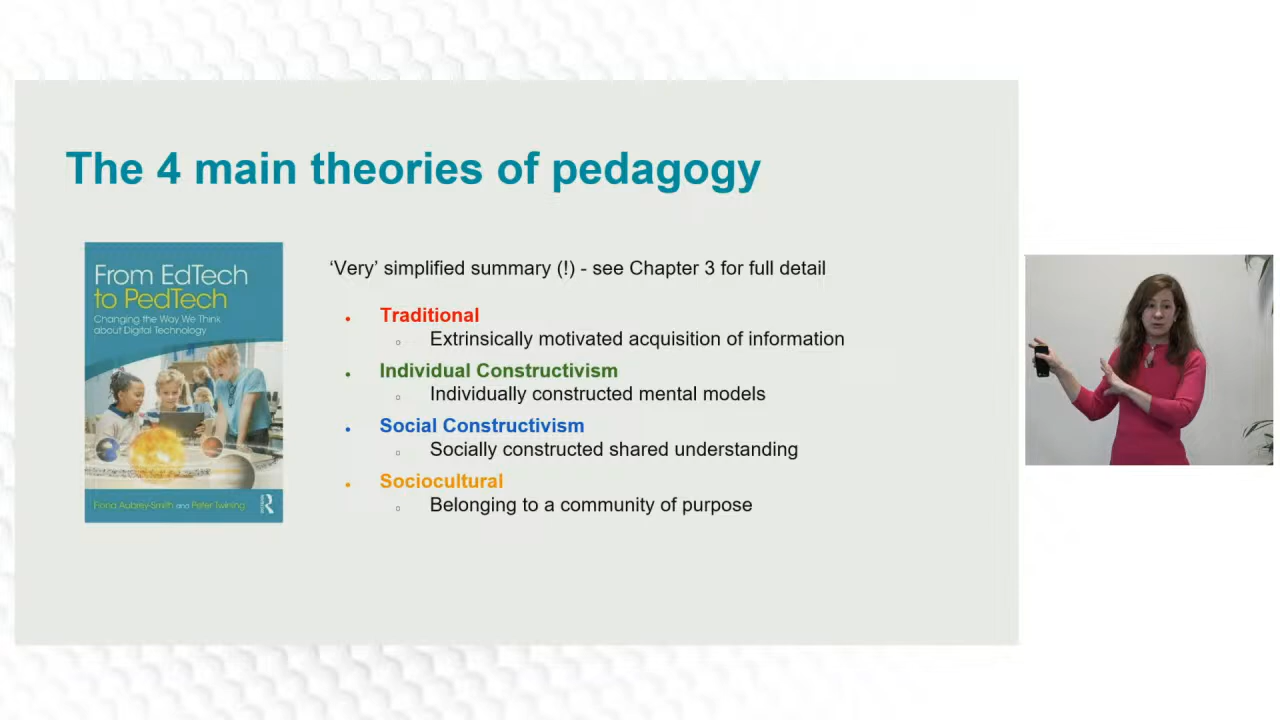 The 4 main theories of pedagogy
From EdTech
to PedTech
Changing the Way We Think
about Digital Technology
Fiona Aubrey-Smith and Peter Twining
R
‘Very’ simplified summary (!) - see Chapter 3 for full detail
Traditional
Extrinsically motivated acquisition of information
Individual Constructivism
Individually constructed mental models
Social Constructivism
Socially constructed shared understanding
Sociocultural
Belonging to a community of purpose